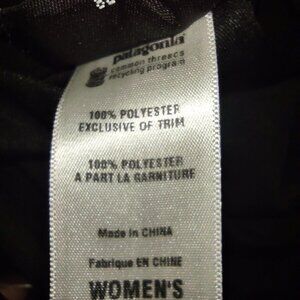 patagonia
common threads
recycling program
100% POLYESTER
EXCLUSIVE OF TRIM
100% POLYESTER
A PART LA GARNITURE
Made in CHINA
Fabriqué EN CHINE
WOMEN'S